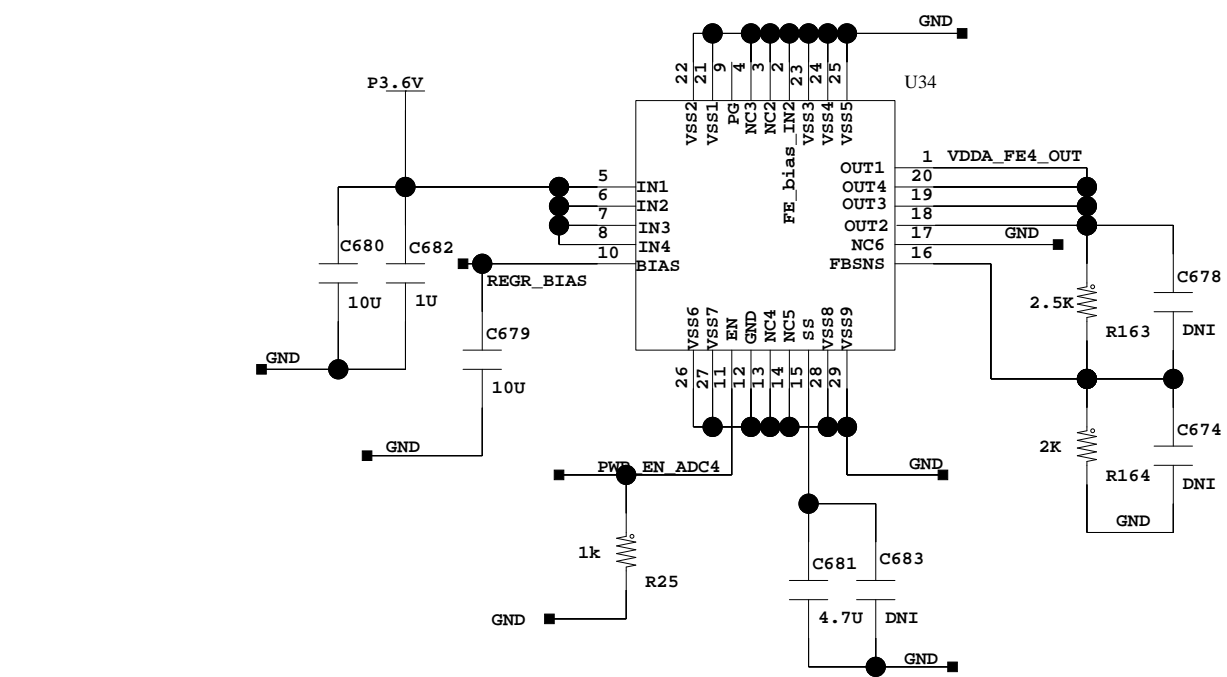 GND
22
21
9
4
3
2
23
24
25
U34
P3.6V
VSS2
VSS1
PG
NC3
NC2
FE_bias_IN2
VSS3
VSS4
VSS5
5
IN1
6
IN2
7
IN3
8
IN4
10
BIAS
OUT1
1
VDDA_FE4_OUT
OUT4
20
OUT3
19
OUT2
18
NC6
17
GND
FBSNS
16
C680
10U
C682
1U
REGR_BIAS
C679
10U
GND
GND
2.5K
R163
C678
DNI
VSS6
VSS7
EN
GND
NC4
NC5
SS
VSS8
VSS9
26
27
11
12
13
14
15
28
29
2K
R164
C674
DNI
GND
PWR_EN_ADC4
GND
1k
R25
GND
C681
4.7U
C683
DNI
GND